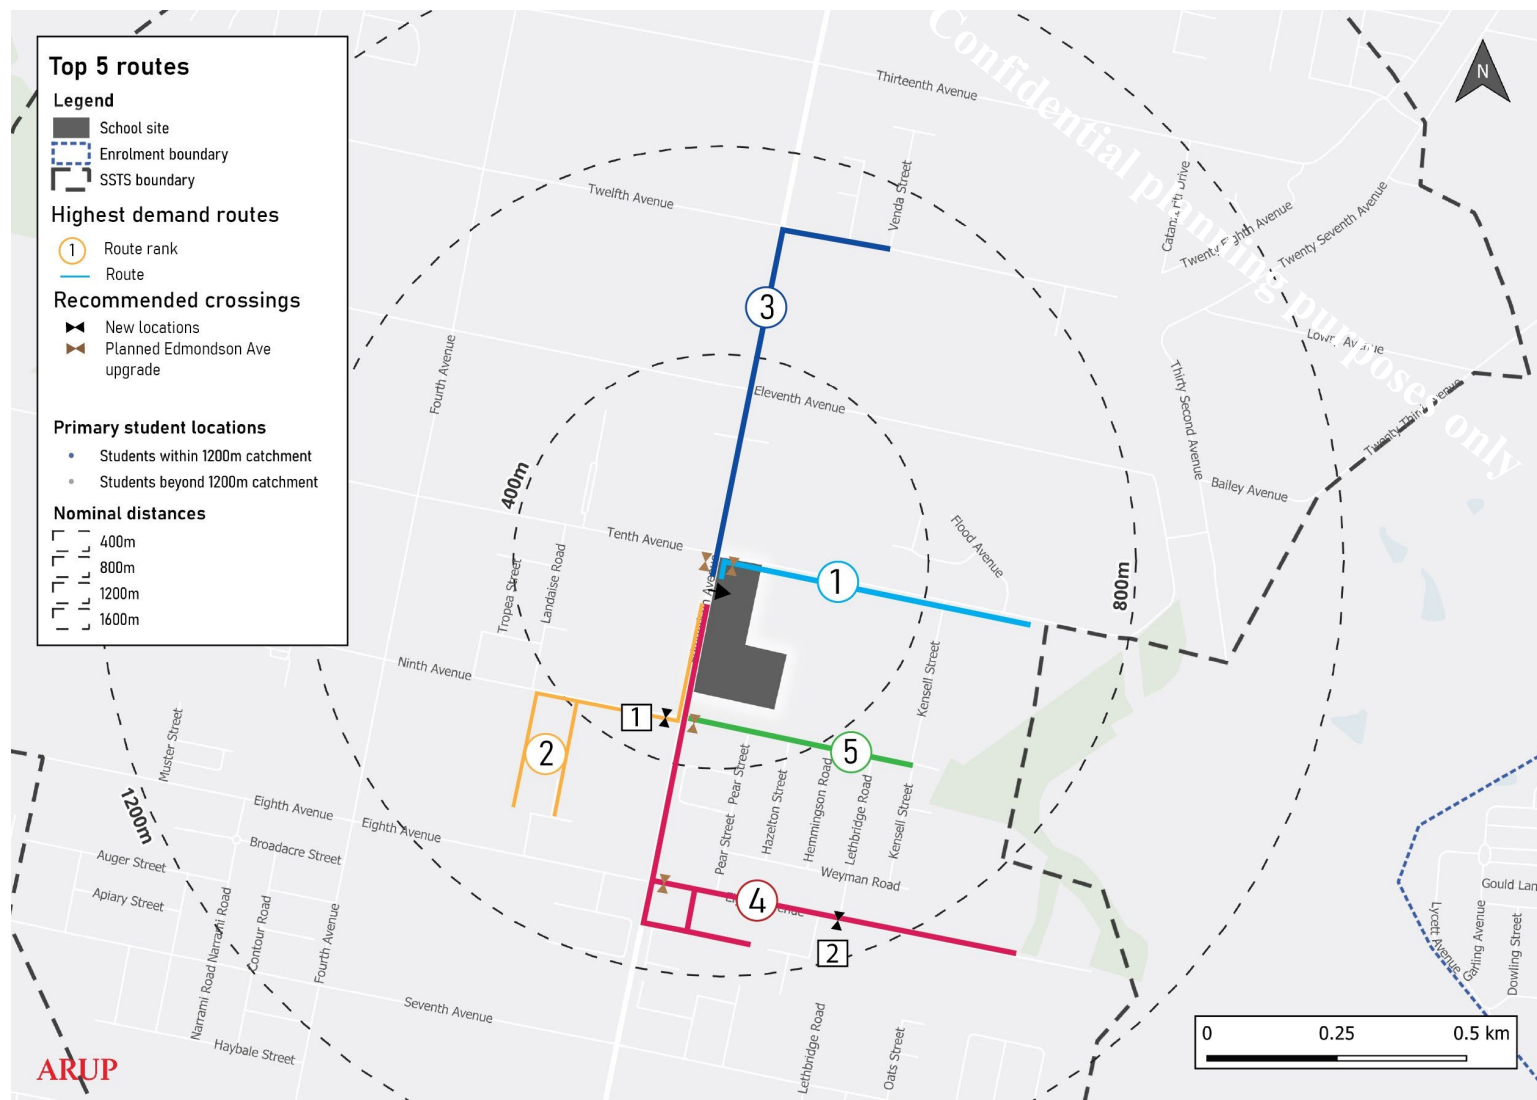 Top 5 routes
Legend
School site
Enrolment boundary
SSTS boundary
Highest demand routes
1
Route rank
Route
Recommended crossings
New locations
Planned Edmondson Ave
upgrade
Primary student locations
Students within 1200m catchment
Students beyond 1200m catchment
Nominal distances
400m
800m
1200m
1600m
Confidential planning purposes only
N
Thirteenth Avenue
Twelfth Avenue
Venda Street
Drive
Twenty Eighth Avenue
Twenty Seventh Avenue
3
Fourth Avenue
Eleventh Avenue
Thirty Second Avenue
Bailey Avenue
400m
Tenth Avenue
Flood Avenue
Tropea Street
Landaise Road
1
800m
Ninth Avenue
Kensell Street
1
2
5
Muster Street
Pear Street
Pear Street
Hazelton Street
Hemmingson Road
Lethbridge Road
Kensell Street
1200m
Eighth Avenue
Eighth Avenue
Broadacre Street
Auger Street
Apiary Street
Weyman Road
4
2
Narrami Road
Narrami Road
Contour Road
Fourth Avenue
Seventh Avenue
Haybale Street
Lethbridge Road
Oats Street
Gould Lan
Lycett Avenue
Garling Avenue
Dowling Street
0 0.25 0.5 km
ARUP